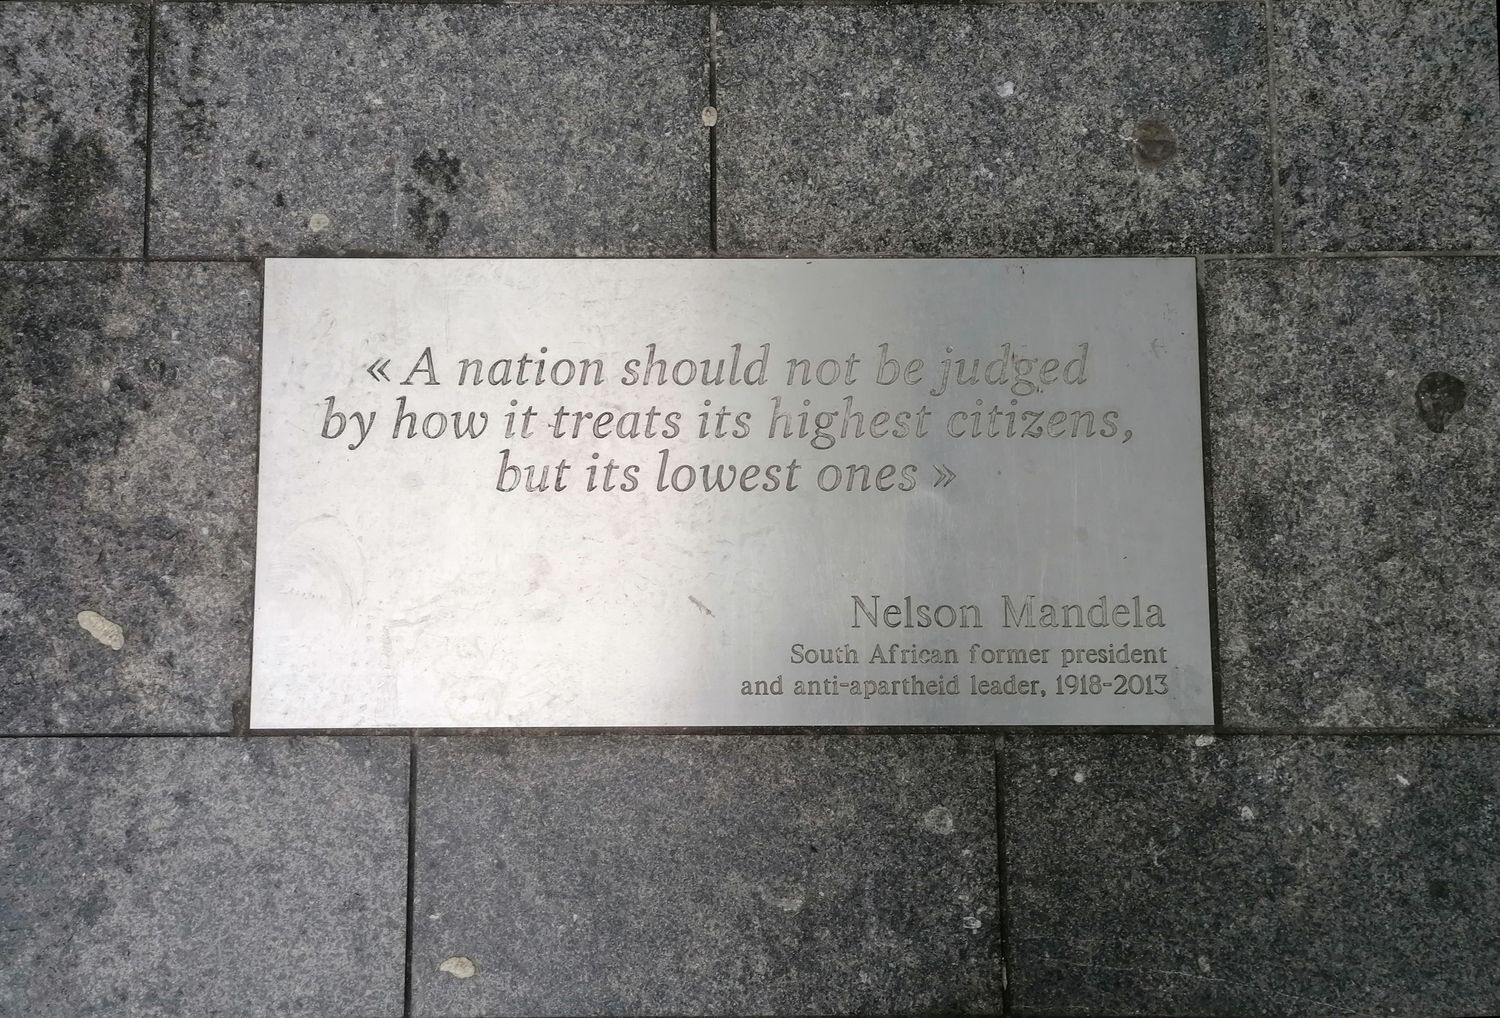 « A nation should not be judged
by how it treats its highest citizens,
but its lowest ones »
Nelson Mandela
South African former president
and anti-apartheid leader, 1918-2013